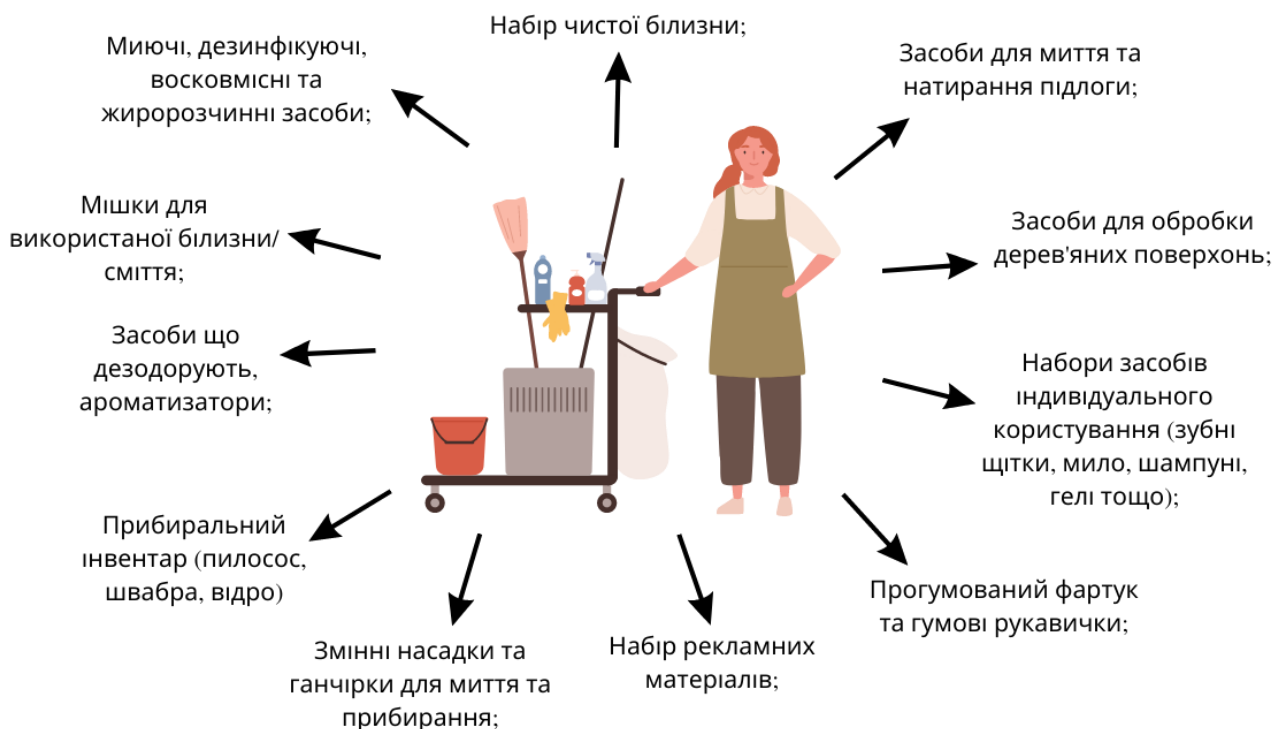 Набір чистої білизни;
Миючі, дезинфікуючі,
восковмісні та
жиророзчинні засоби;
Засоби для миття та
натирання підлоги;
Мішки для
використаної білизни/
сміття;
Засоби для обробки
дерев'яних поверхонь;
Засоби що
дезодорують,
ароматизатори;
Набори засобів
індивідуального
користування (зубні
щітки, мило, шампуні,
гелі тощо);
Прибиральний
інвентар (пилосос,
швабра, відро)
Прогумований фартук
та гумові рукавички;
Змінні насадки та
ганчірки для миття та
прибирання;
Набір рекламних
матеріалів;